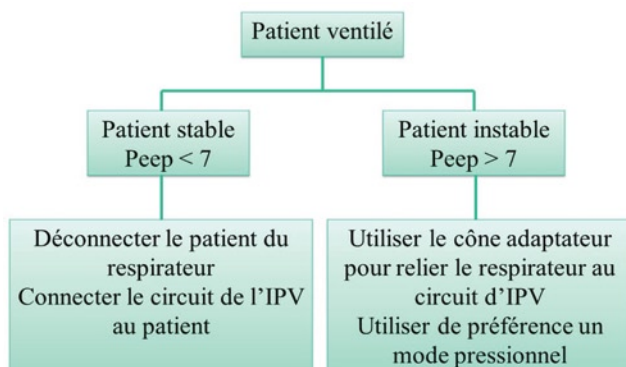 Patient ventilé
Patient stable
Peep < 7
Patient instable
Peep > 7
Déconnecter le patient du
respirateur
Connecter le circuit de l’IPV
au patient
Utiliser le cône adaptateur
pour relier le respirateur au
circuit d’IPV
Utiliser de préférence un
mode pressionnel